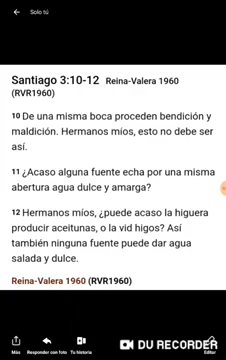 Solo tú
Santiago 3:10-12 Reina-Valera 1960
(RVR1960)
10 De una misma boca proceden bendición y
maldición. Hermanos míos, esto no debe ser
así.
11 ¿Acaso alguna fuente echa por una misma
abertura agua dulce y amarga?
12 Hermanos míos, ¿puede acaso la higuera
producir aceitunas, o la vid higos? Así
también ninguna fuente puede dar agua
salada y dulce.
Reina-Valera 1960 (RVR1960)
DU RECORDER
Más Responder con foto Tu historia Editar